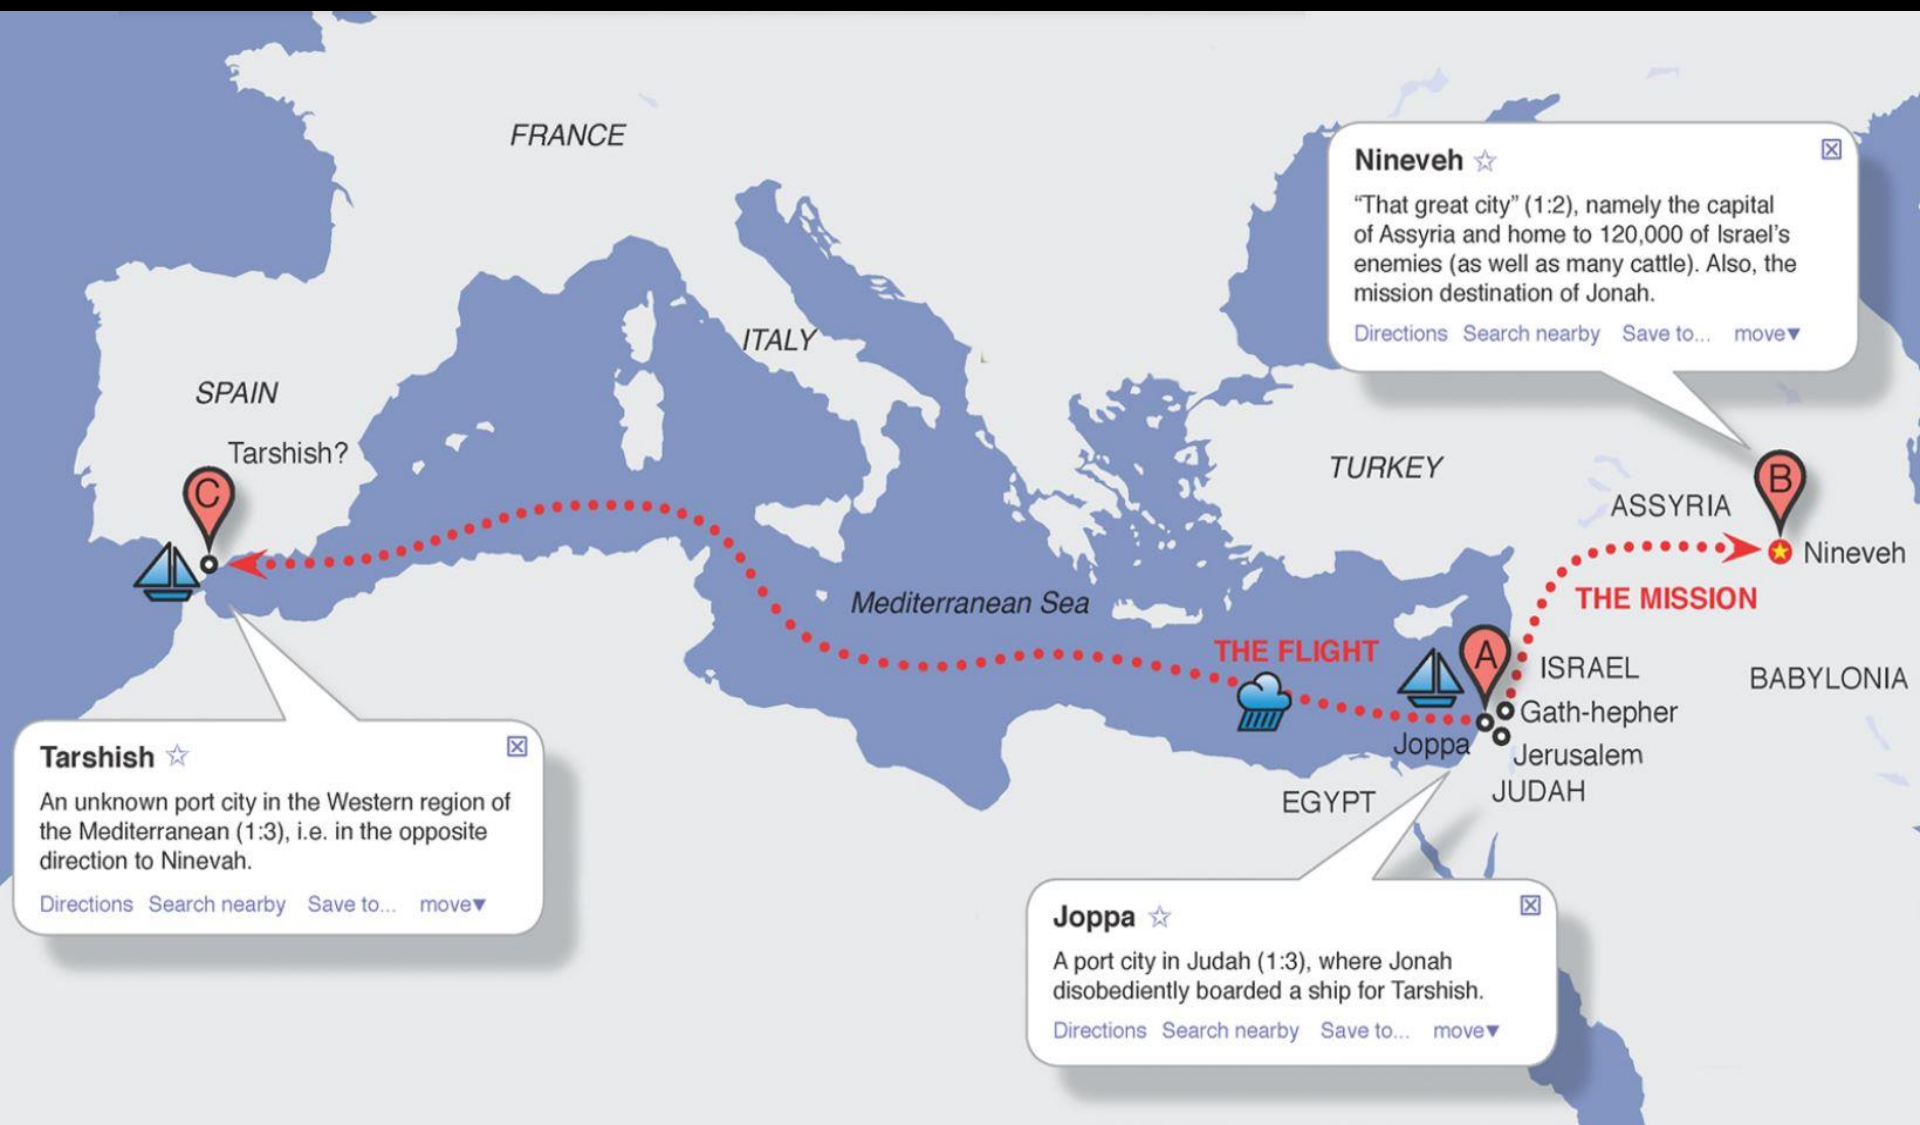 FRANCE
Nineveh ☆
“That great city” (1:2), namely the capital
of Assyria and home to 120,000 of Israel’s
enemies (as well as many cattle). Also, the
mission destination of Jonah.
Directions Search nearby Save to... move▼
ITALY
SPAIN
Tarshish?
C
TURKEY
B
ASSYRIA
Nineveh
THE MISSION
Mediterranean Sea
THE FLIGHT
A
ISRAEL
BABYLONIA
Gath-hepher
Joppa
Jerusalem
JUDAH
EGYPT
Tarshish ☆
An unknown port city in the Western region of
the Mediterranean (1:3), i.e. in the opposite
direction to Ninevah.
Directions Search nearby Save to... move▼
Joppa ☆
A port city in Judah (1:3), where Jonah
disobediently boarded a ship for Tarshish.
Directions Search nearby Save to... move▼